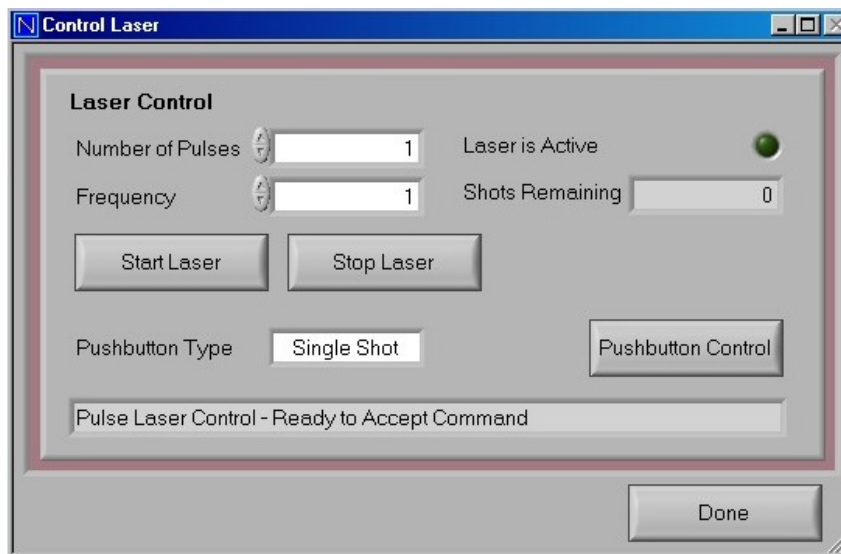 Control Laser
Laser Control
Number of Pulses 1 Laser is Active
Frequency 1 Shots Remaining 0
Start Laser Stop Laser
Pushbutton Type Single Shot Pushbutton Control
Pulse Laser Control - Ready to Accept Command
Done